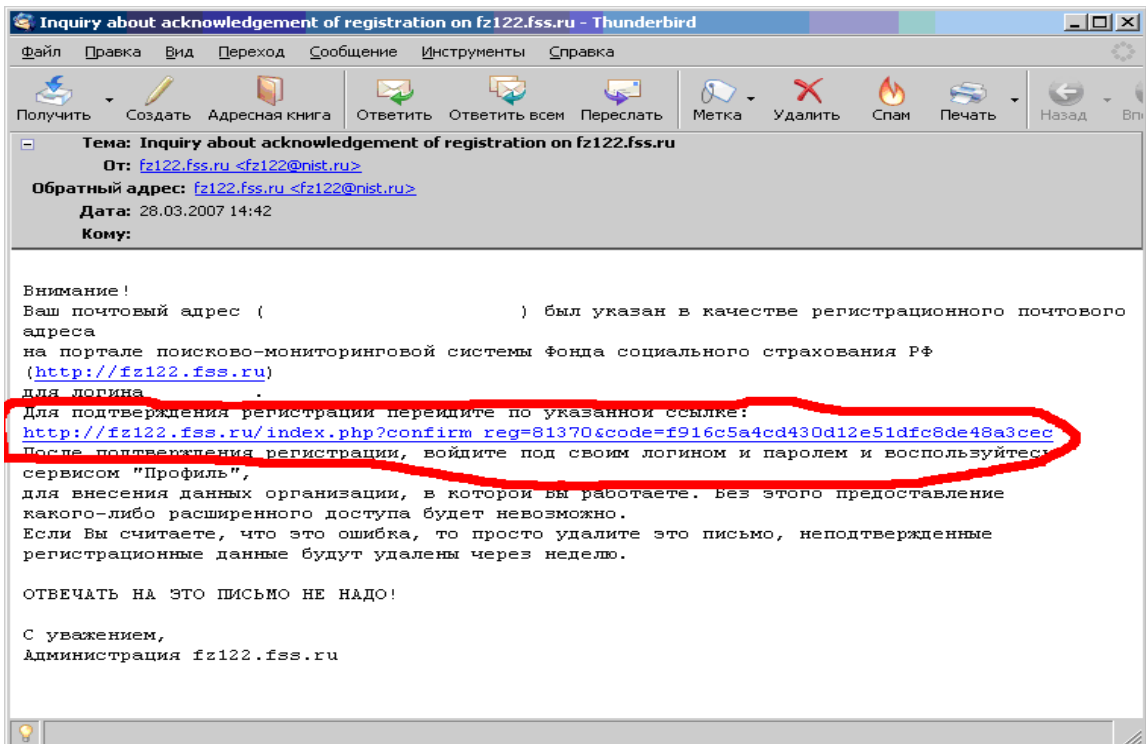 Inquiry about acknowledgement of registration on fz122.fss.ru - Thunderbird
Файл Правка Вид Переход Сообщение Инструменты Справка
Получить Создать Адресная книга Ответить Ответить всем Переслать Метка Удалить Спам Печать Назад Впе
Тема: Inquiry about acknowledgement of registration on fz122.fss.ru
От: fz122.fss.ru <fz122@nist.ru>
Обратный адрес: fz122.fss.ru <fz122@nist.ru>
Дата: 28.03.2007 14:42
Кому:
Внимание!
Ваш почтовый адрес ( ) был указан в качестве регистрационного почтового
адреса
на портале поисково-мониторинговой системы Фонда социального страхования РФ
(http://fz122.fss.ru)
для логина .
Для подтверждения регистрации перейдите по указанной ссылке:
http://fz122.fss.ru/index.php?confirm_reg=81370&code=f916c5a4cd430d12e51dfc8de48a3cec
После подтверждения регистрации, войдите под своим логином и паролем и воспользуйтесь
сервисом "Профиль",
для внесения данных организации, в которой Вы работаете. Без этого предоставление
какого-либо расширенного доступа будет невозможно.
Если Вы считаете, что это ошибка, то просто удалите это письмо, неподтвержденные
регистрационные данные будут удалены через неделю.
ОТВЕЧАТЬ НА ЭТО ПИСЬМО НЕ НАДО!
С уважением,
Администрация fz122.fss.ru